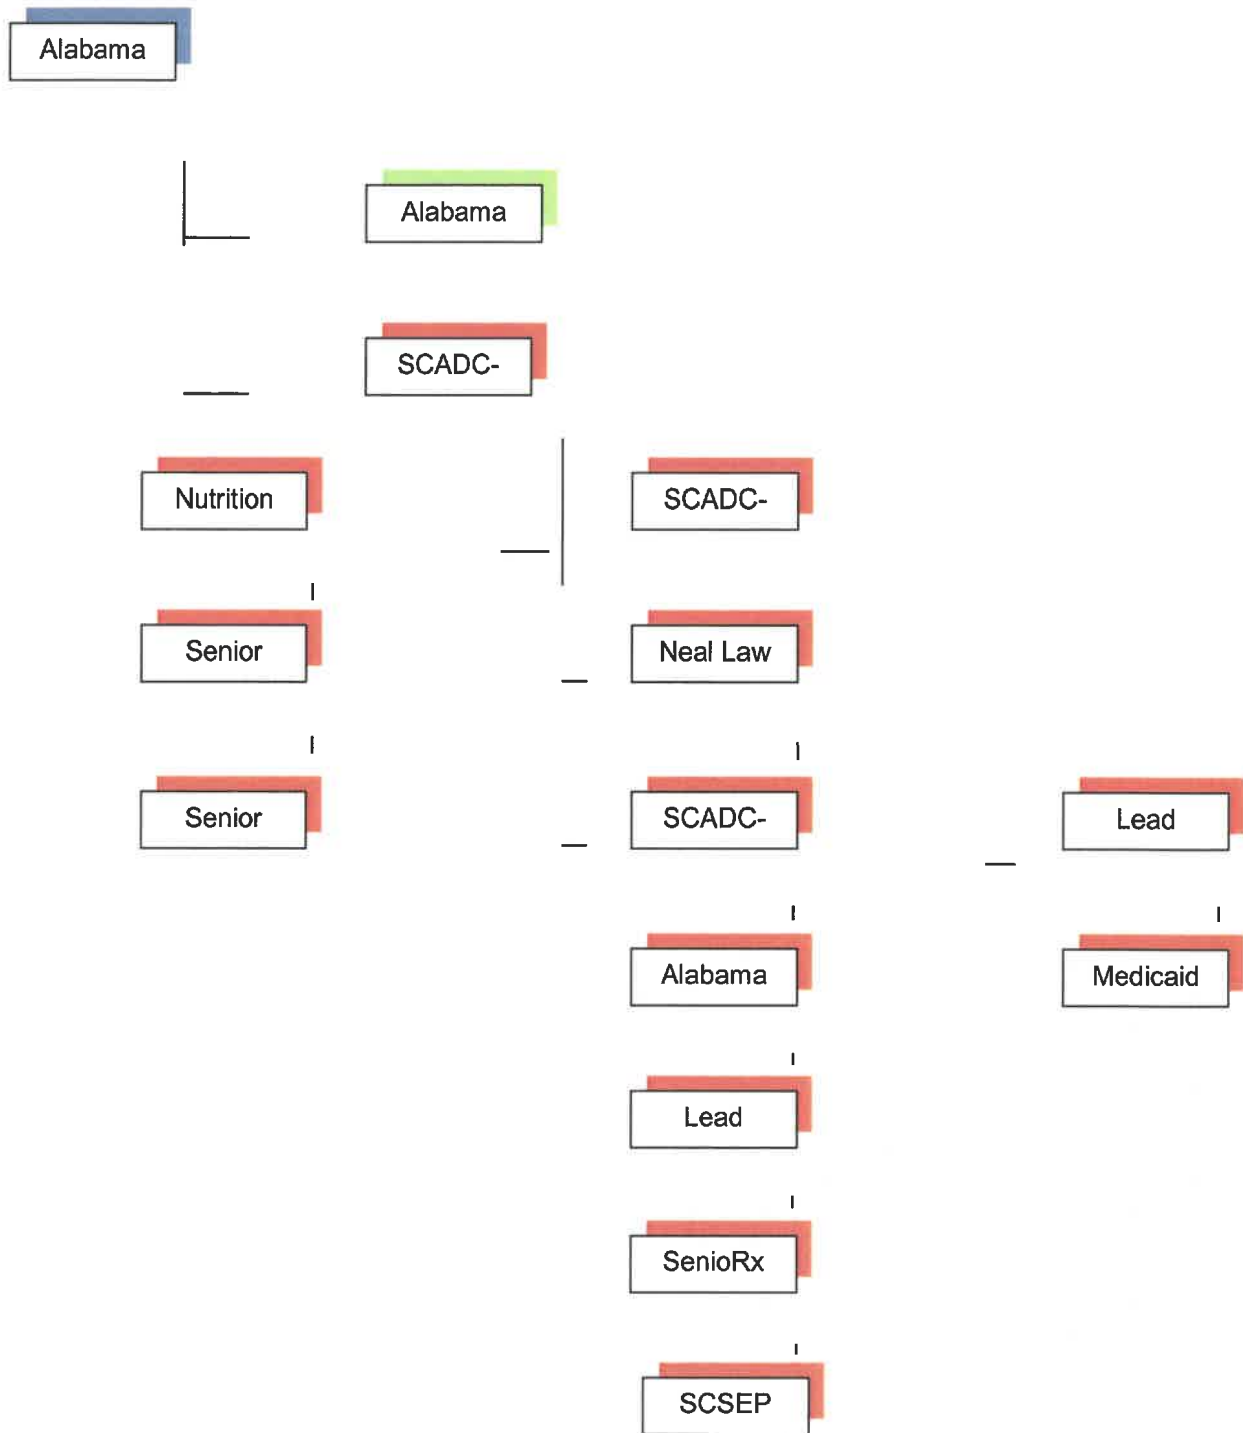 Alabama
Alabama
SCADC-
Nutrition
SCADC-
Senior
Neal Law
Senior
SCADC-
Lead
Alabama
Medicaid
Lead
SenioRx
SCSEP